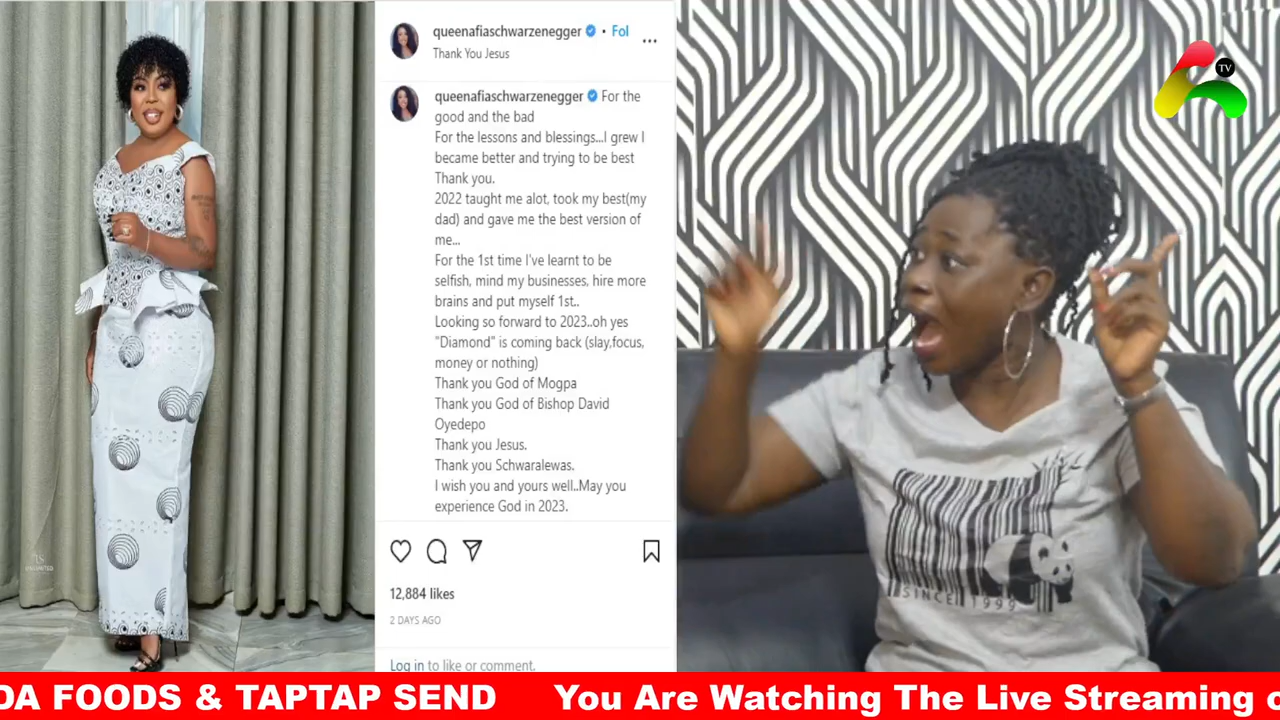 queenafiaschwarzenegger • Fol
Thank You Jesus
queenafiaschwarzenegger For the
good and the bad
For the lessons and blessings...I grew I
became better and trying to be best
Thank you.
2022 taught me alot, took my best(my
dad) and gave me the best version of
me...
For the 1st time I've learnt to be
selfish, mind my businesses, hire more
brains and put myself 1st..
Looking so forward to 2023..oh yes
"Diamond" is coming back (slay,focus,
money or nothing)
Thank you God of Mogpa
Thank you God of Bishop David
Oyedepo
Thank you Jesus.
Thank you Schwaralewas.
I wish you and yours well..May you
experience God in 2023.
12,884 likes
2 DAYS AGO
Log in to like or comment.
TV
SINCE 1999
DA FOODS & TAPTAP SEND You Are Watching The Live Streaming o